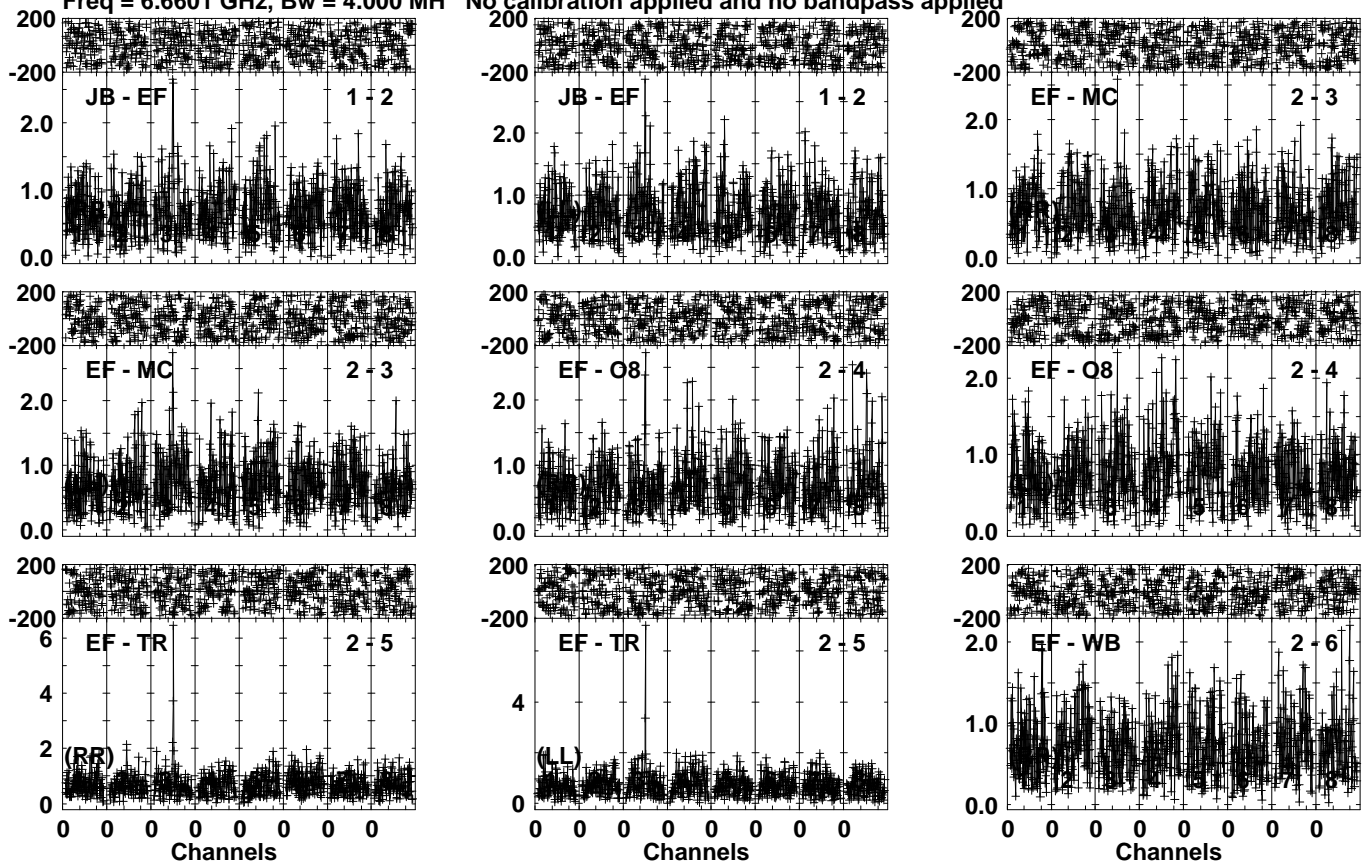 Freq = 6.6601 GHz, Bw = 4.000 MH No calibration applied and no bandpass applied
200 200 200
-200 -200 -200
JB - EF 1 - 2 JB - EF 1 - 2 EF - MC 2 - 3
2.0 2.0 2.0
1.0 1.0 1.0
0.0 0.0 0.0
200 200 200
-200 -200 -200
EF - MC 2 - 3 EF - O8 2 - 4 EF - O8 2 - 4
2.0 2.0 2.0
1.0 1.0 1.0
0.0 0.0 0.0
200 200 200
-200 -200 -200
6 EF - TR 2 - 5 EF - TR 2 - 5 2.0 EF - WB 2 - 6
4 4
2 (RR) (LL) 1.0
0 0 0.0
0 0 0 0 0 0 0 0 0 0 0 0 0 0 0 0 0 0 0 0 0 0 0 0
Channels Channels Channels